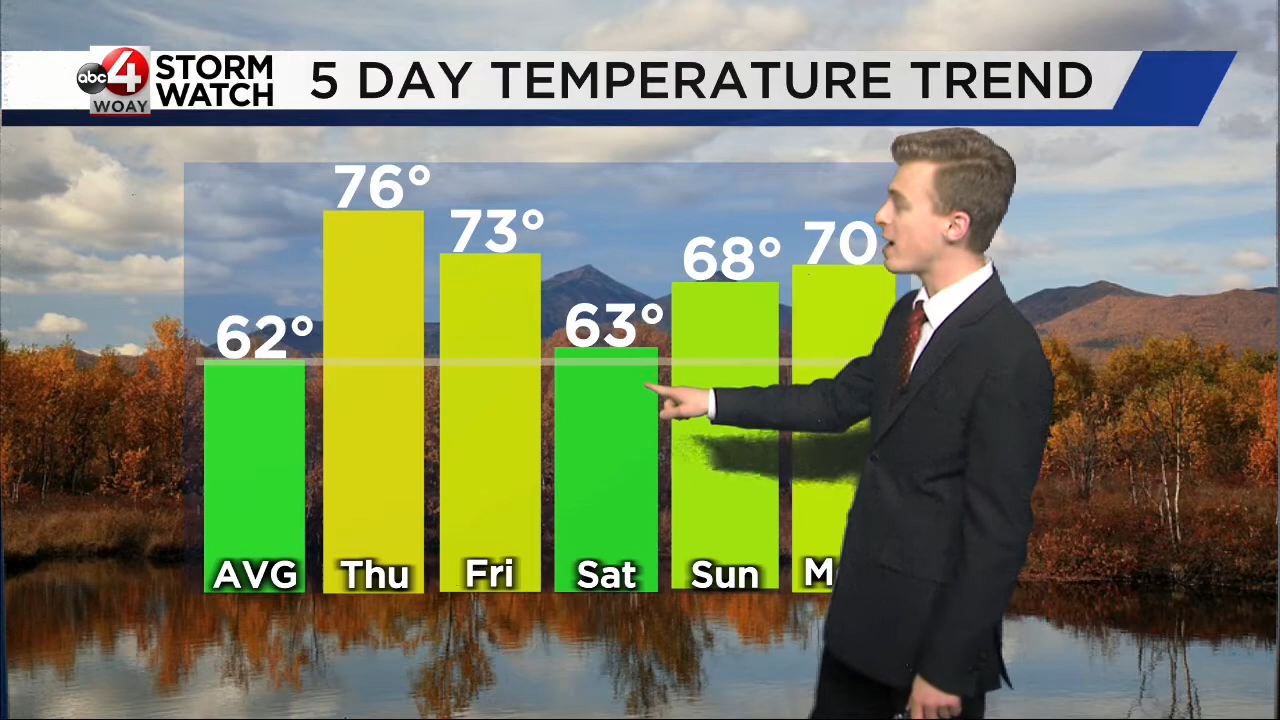 abc 4
WOAY
STORM
WATCH
5 DAY TEMPERATURE TREND
62° 76° 73° 63° 68° 70
AVG Thu Fri Sat Sun M